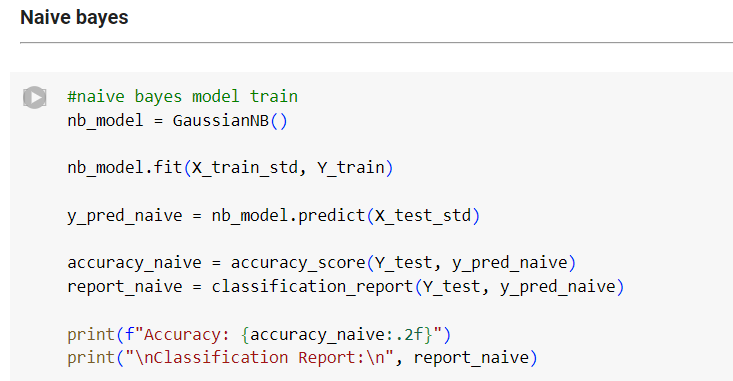 Naive bayes
#naive bayes model train
nb_model = GaussianNB()
nb_model.fit(X_train_std, Y_train)
y_pred_naive = nb_model.predict(X_test_std)
accuracy_naive = accuracy_score(Y_test, y_pred_naive)
report_naive = classification_report(Y_test, y_pred_naive)
print(f"Accuracy: {accuracy_naive:.2f}")
print("\nClassification Report:\n", report_naive)